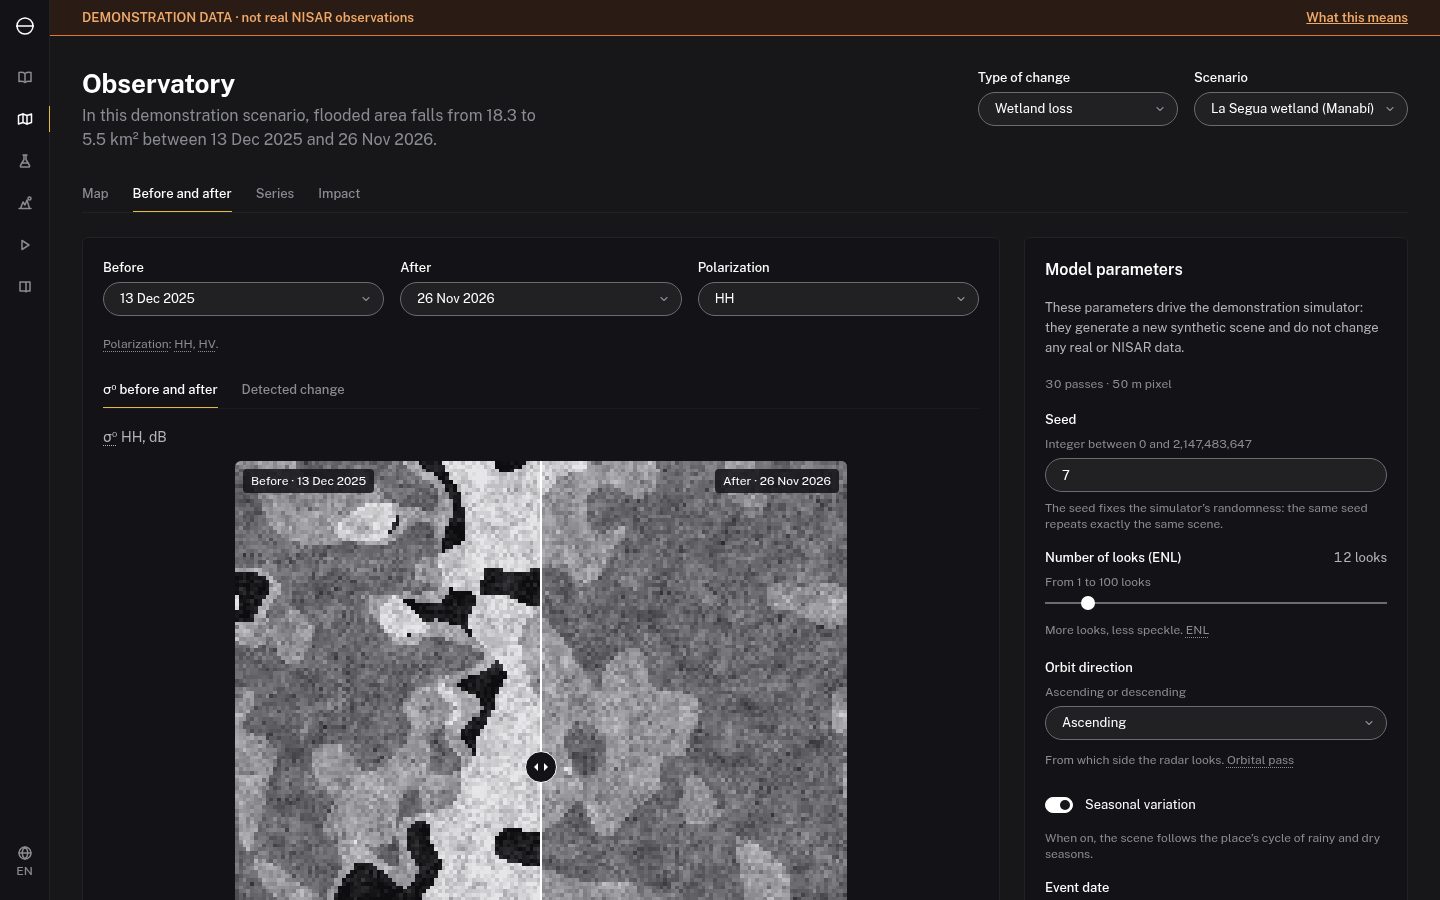 DEMONSTRATION DATA · not real NISAR observations
What this means
Observatory
In this demonstration scenario, flooded area falls from 18.3 to
5.5 km² between 13 Dec 2025 and 26 Nov 2026.
Type of change
Wetland loss
Scenario
La Segua wetland (Manabí)
Map
Before and after
Series
Impact
Before
13 Dec 2025
After
26 Nov 2026
Polarization
HH
Polarization: HH, HV.
σ⁰ before and after
Detected change
σ⁰ HH, dB
Before · 13 Dec 2025
After · 26 Nov 2026
Model parameters
These parameters drive the demonstration simulator:
they generate a new synthetic scene and do not change
any real or NISAR data.
30 passes · 50 m pixel
Seed
Integer between 0 and 2,147,483,647
7
The seed fixes the simulator's randomness: the same seed
repeats exactly the same scene.
Number of looks (ENL)
12 looks
From 1 to 100 looks
More looks, less speckle. ENL
Orbit direction
Ascending or descending
Ascending
From which side the radar looks. Orbital pass
Seasonal variation
When on, the scene follows the place's cycle of rainy and dry
seasons.
Event date
EN